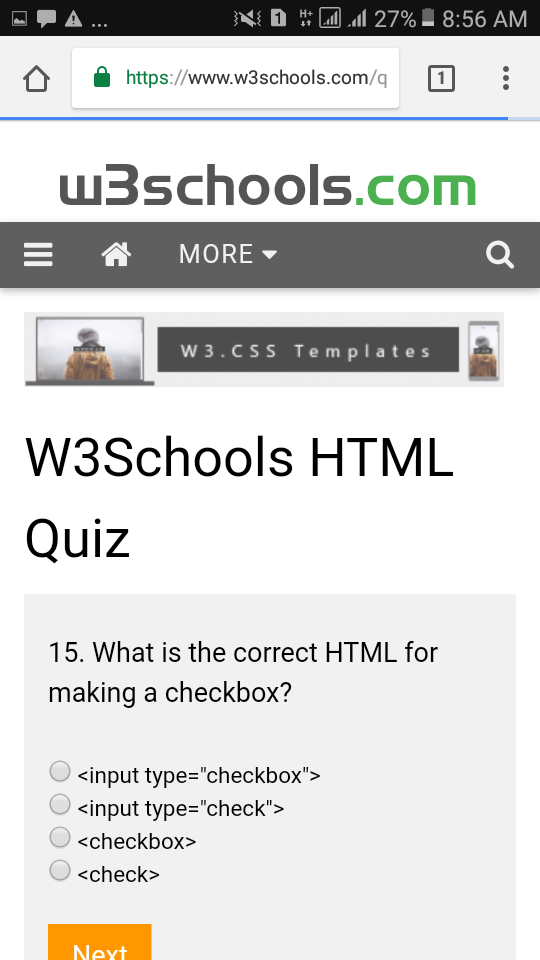 ... 1 H+ 27% 8:56 AM
https://www.w3schools.com/q 1
w3schools.com
MORE
W3.CSS Templates
W3Schools HTML
Quiz
15. What is the correct HTML for
making a checkbox?
<input type="checkbox">
<input type="check">
<checkbox>
<check>
Next